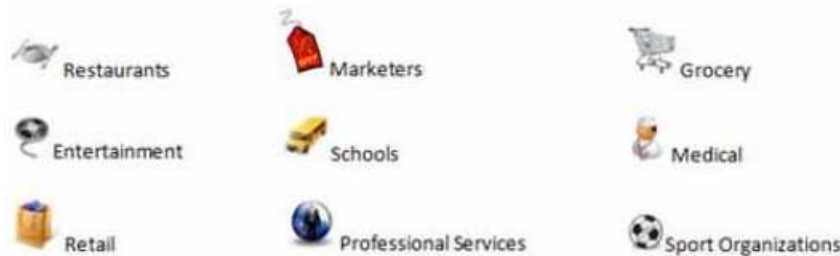 Restaurants
Marketers
Grocery
Entertainment
Schools
Medical
Retail
Professional Services
Sport Organizations